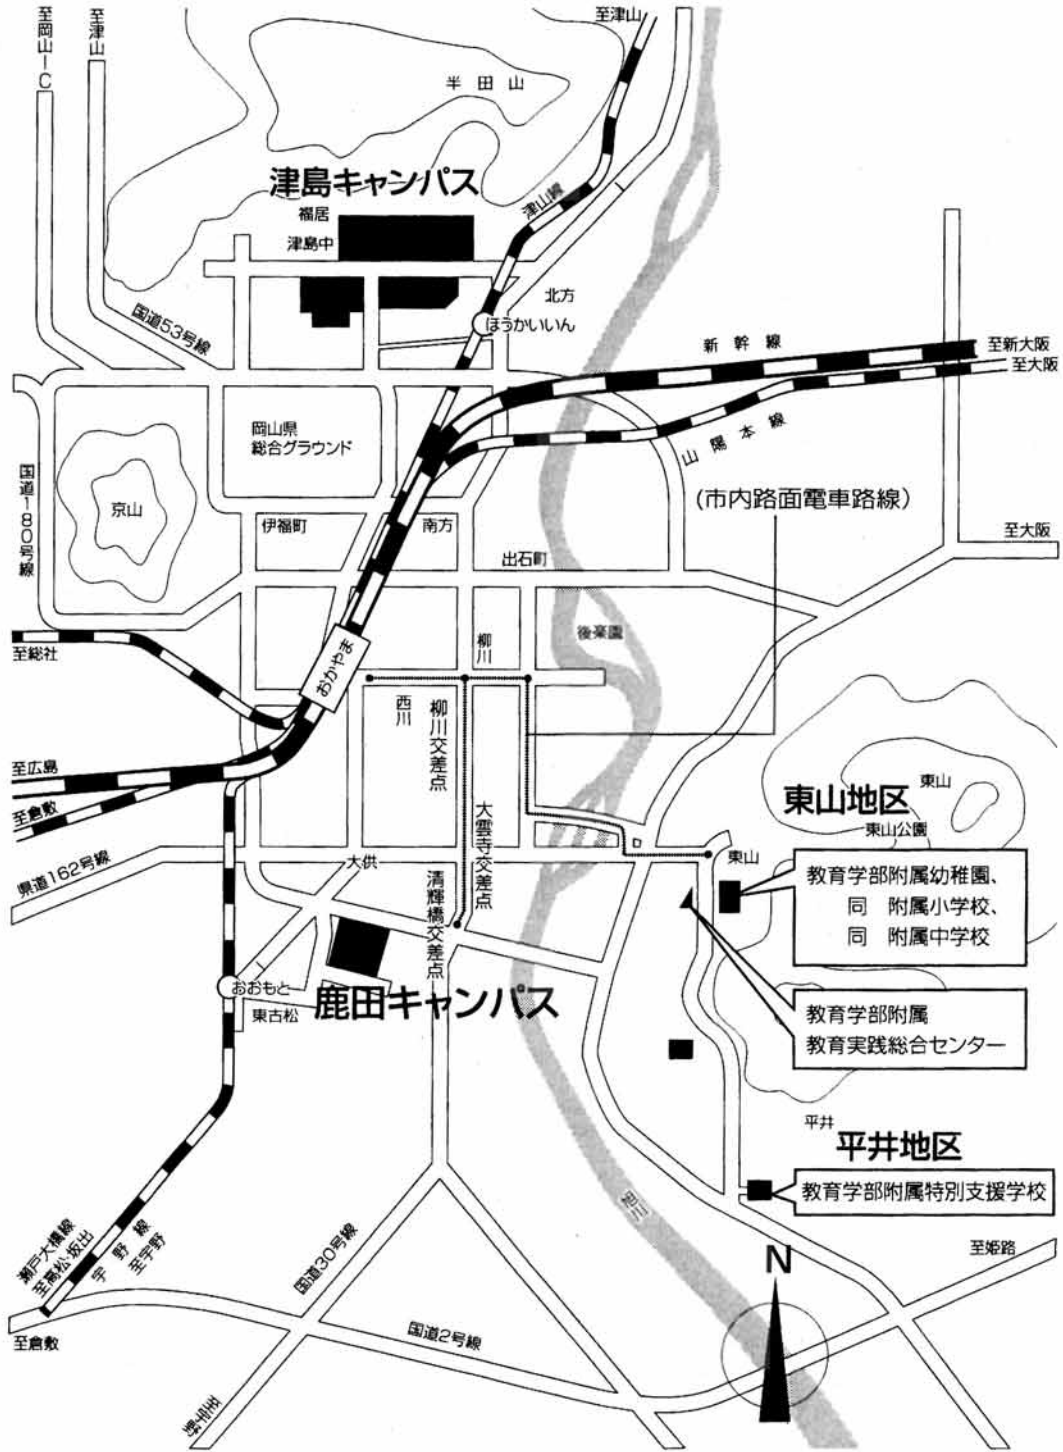 至岡山IC
至津山
至津山
半田山
津島キャンパス
福居
津島中
津山線
北方
ほうかいいん
国道53号線
新幹線
至新大阪
至大阪
山陽本線
岡山県
総合グラウンド
国道180号線
京山
(市内路面電車路線)
伊福町
南方
至大阪
出石町
後楽園
柳川
至総社
おかやま
西川
柳川交差点
至広島
至倉敷
東山地区
東山
東山公園
大雲寺交差点
県道162号線
大供
東山
清輝橋交差点
教育学部附属幼稚園、
同 附属小学校、
同 附属中学校
おおもと
東古松
鹿田キャンパス
教育学部附属
教育実践総合センター
平井
平井地区
教育学部附属特別支援学校
旭川
瀬戸大橋線
至高松・坂出
宇野線
至宇野
国道30号線
至姫路
N
至倉敷
国道2号線
至宇野